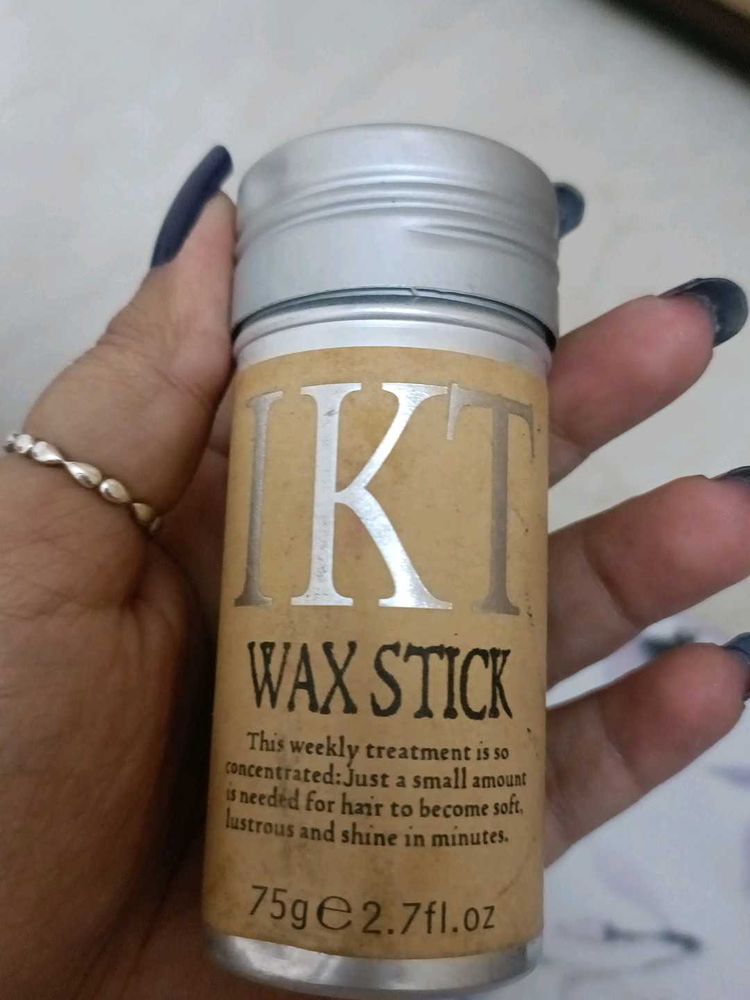 IKT
WAX STICK
This weekly treatment is so
concentrated:Just a small amount
is needed for hair to become soft,
lustrous and shine in minutes.
75g℮2.7fl.oz